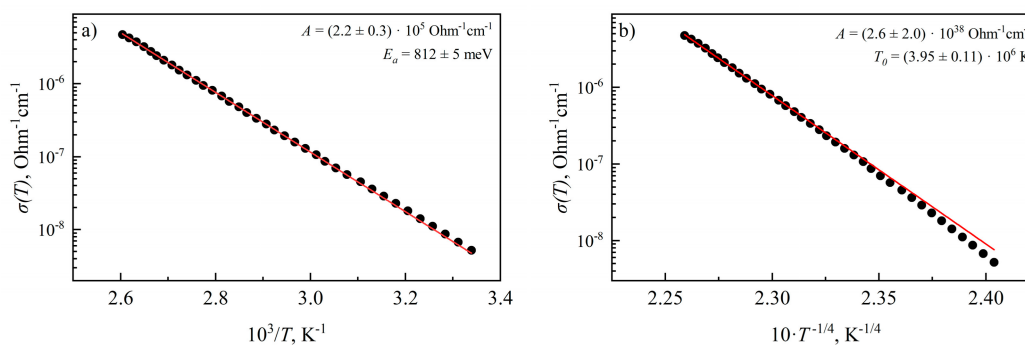 a)
A = (2.2 ± 0.3) · 10⁵ Ohm⁻¹cm⁻¹
Eₐ = 812 ± 5 meV
10⁻⁶
10⁻⁷
10⁻⁸
σ(T), Ohm⁻¹cm⁻¹
2.6 2.8 3.0 3.2 3.4
10³/T, K⁻¹
b)
A = (2.6 ± 2.0) · 10³⁸ Ohm⁻¹cm
T₀ = (3.95 ± 0.11) · 10⁶ K
10⁻⁶
10⁻⁷
10⁻⁸
σ(T), Ohm⁻¹cm⁻¹
2.25 2.30 2.35 2.40
10·T⁻¹/⁴, K⁻¹/⁴